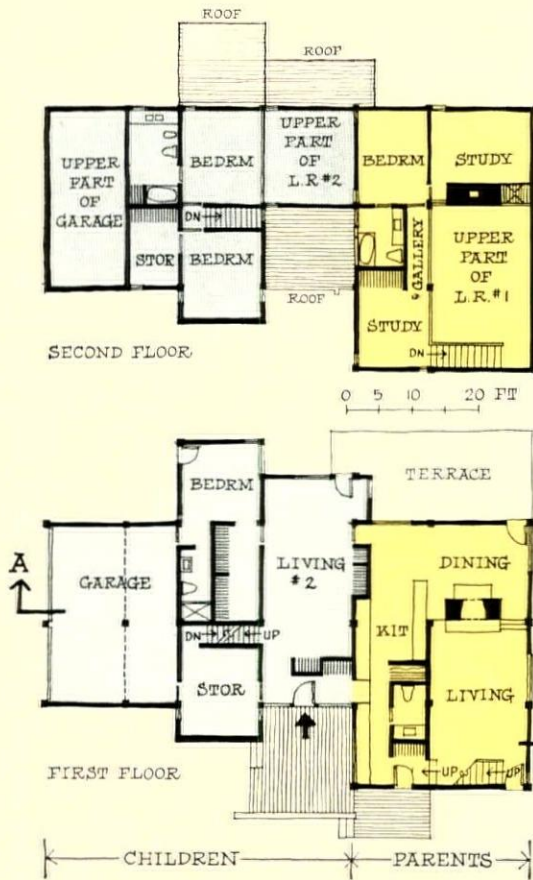 ROOF
ROOF
UPPER
PART
OF
GARAGE
BEDRM
UPPER
PART
OF
L.R #2
BEDRM
STUDY
DN
STOR
BEDRM
ROOF
GALLERY
UPPER
PART
OF
L.R. #1
STUDY
DN
SECOND FLOOR
0 5 10 20 FT
TERRACE
BEDRM
A
GARAGE
LIVING
#2
DINING
KIT
DN
UP
STOR
LIVING
UP
UP
FIRST FLOOR
CHILDREN
PARENTS